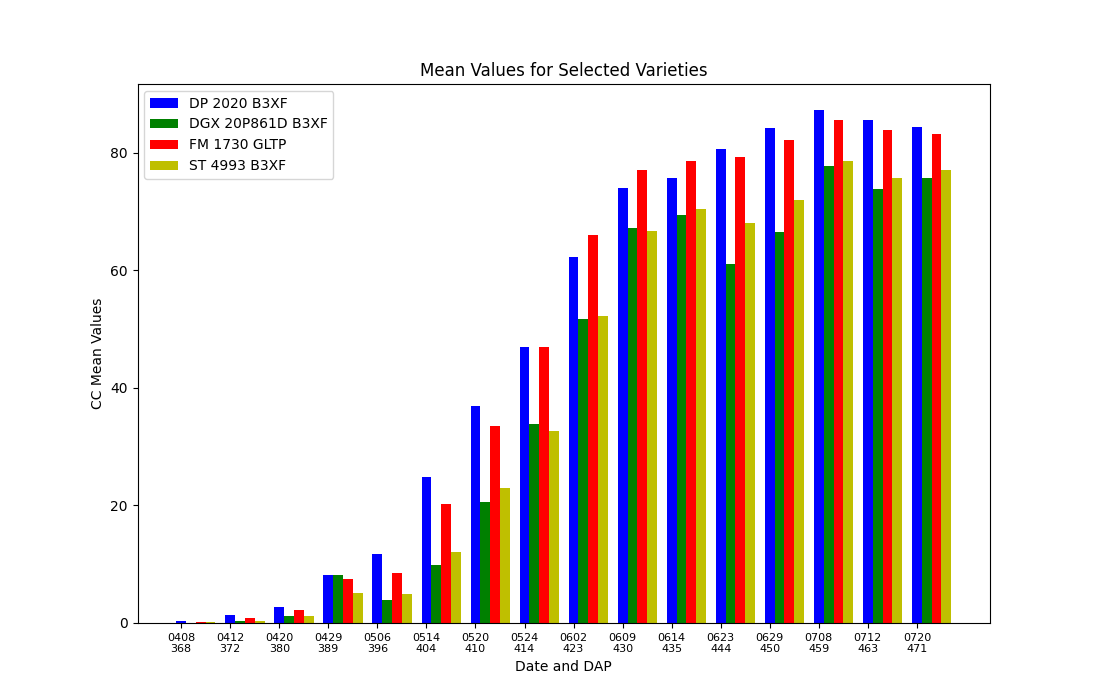 Mean Values for Selected Varieties
DP 2020 B3XF
DGX 20P861D B3XF
FM 1730 GLTP
ST 4993 B3XF
CC Mean Values
80
60
40
20
0
0408 0412 0420 0429 0506 0514 0520 0524 0602 0609 0614 0623 0629 0708 0712 0720
368 372 380 389 396 404 410 414 423 430 435 444 450 459 463 471
Date and DAP